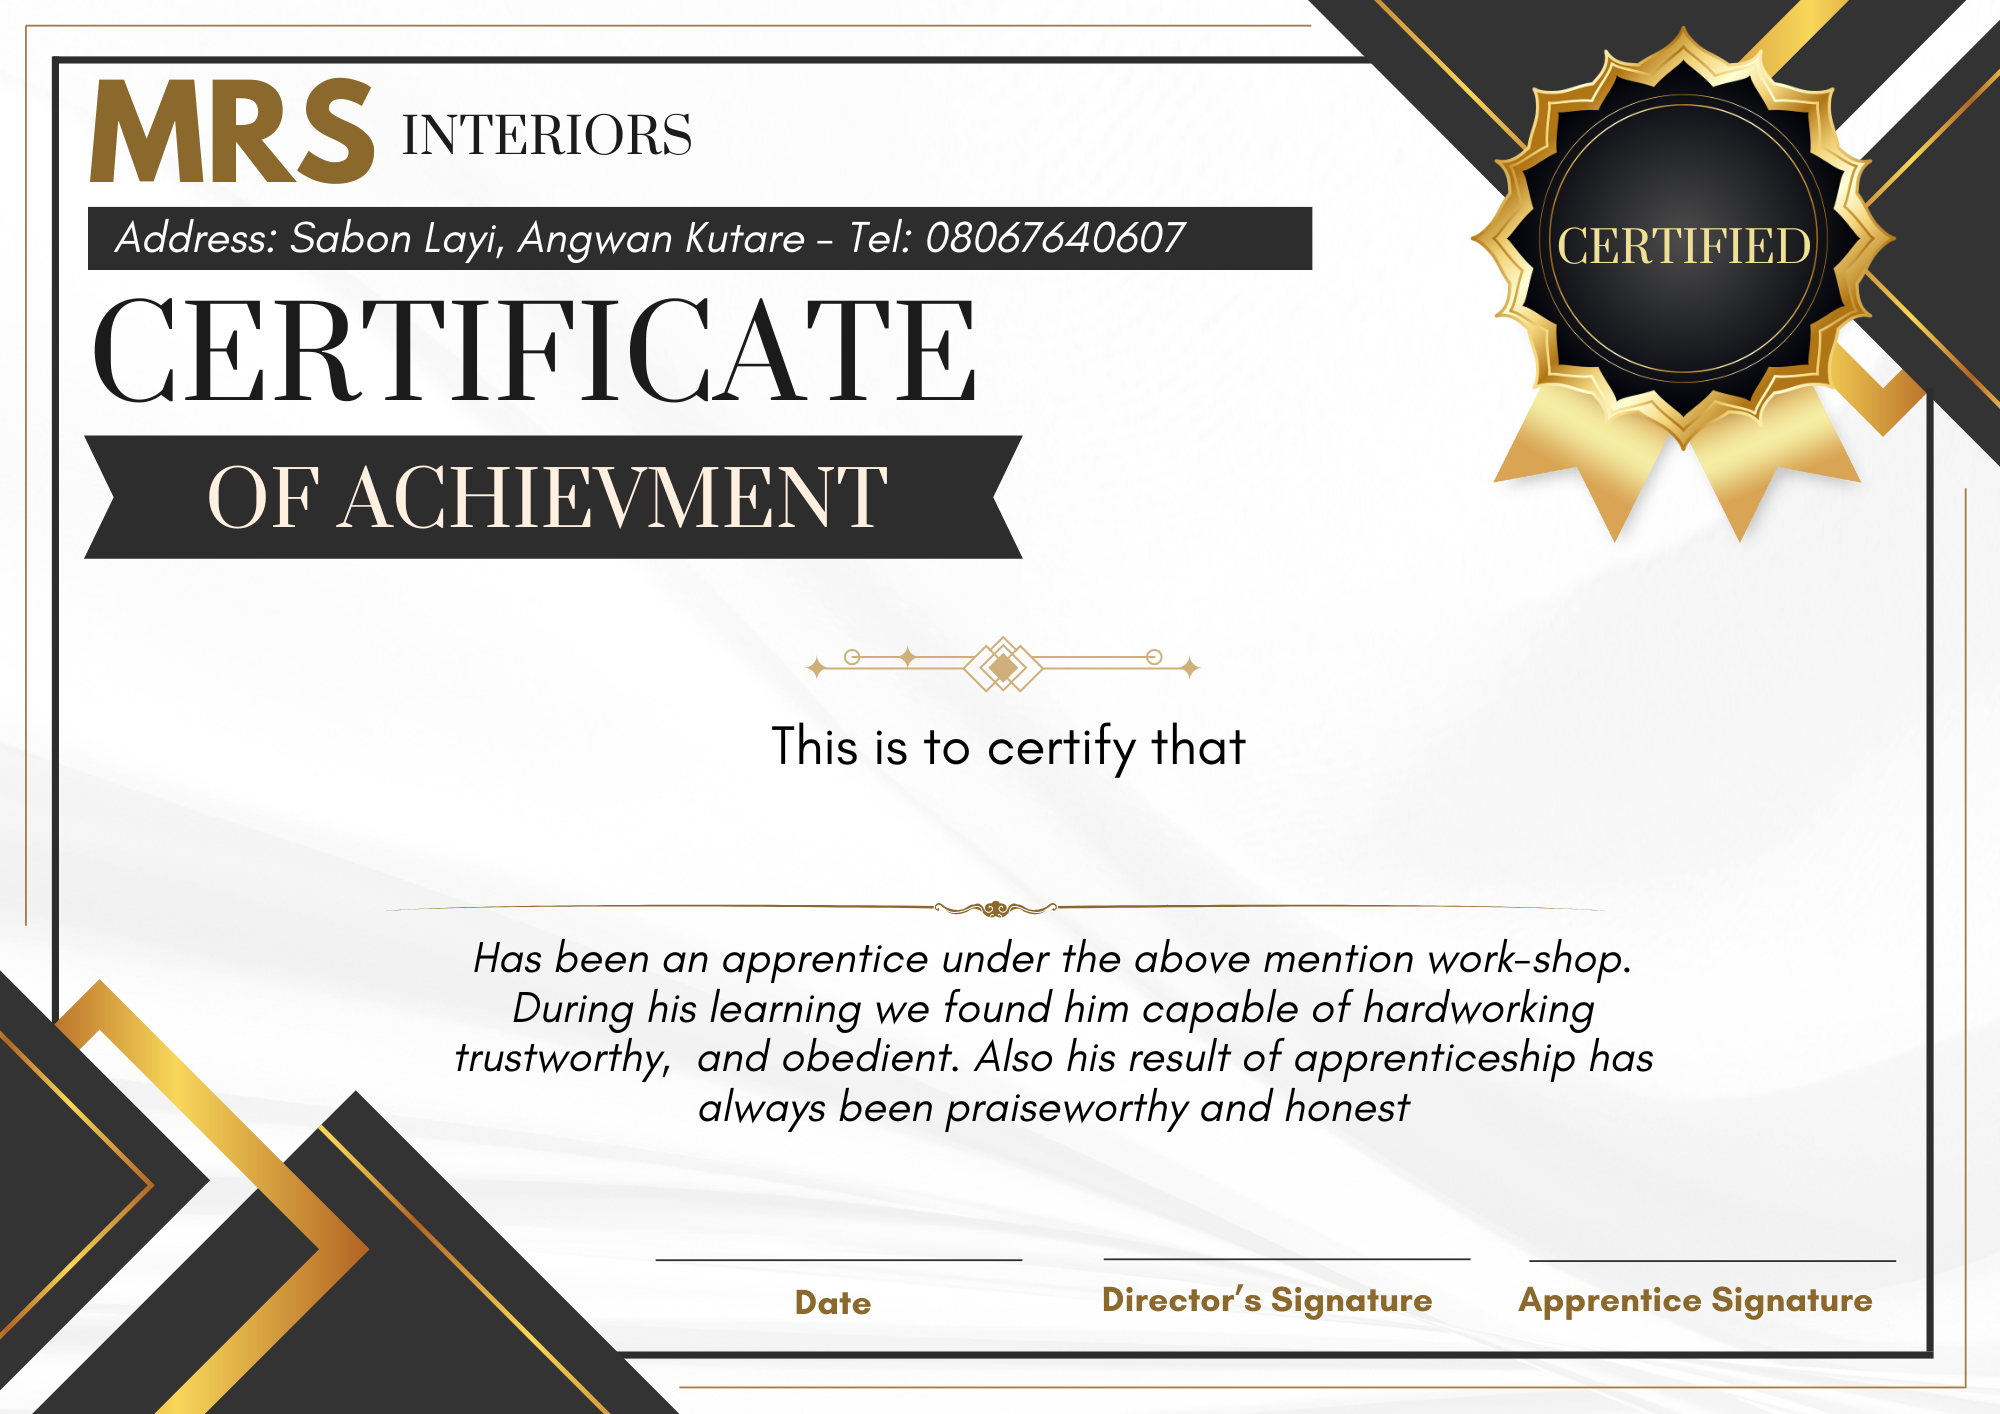 MRS INTERIORS
Address: Sabon Layi, Angwan Kutare - Tel: 08067640607
CERTIFIED
CERTIFICATE
OF ACHIEVMENT
This is to certify that
Has been an apprentice under the above mention work-shop.
During his learning we found him capable of hardworking
trustworthy,  and obedient. Also his result of apprenticeship has
always been praiseworthy and honest
Date
Director’s Signature
Apprentice Signature